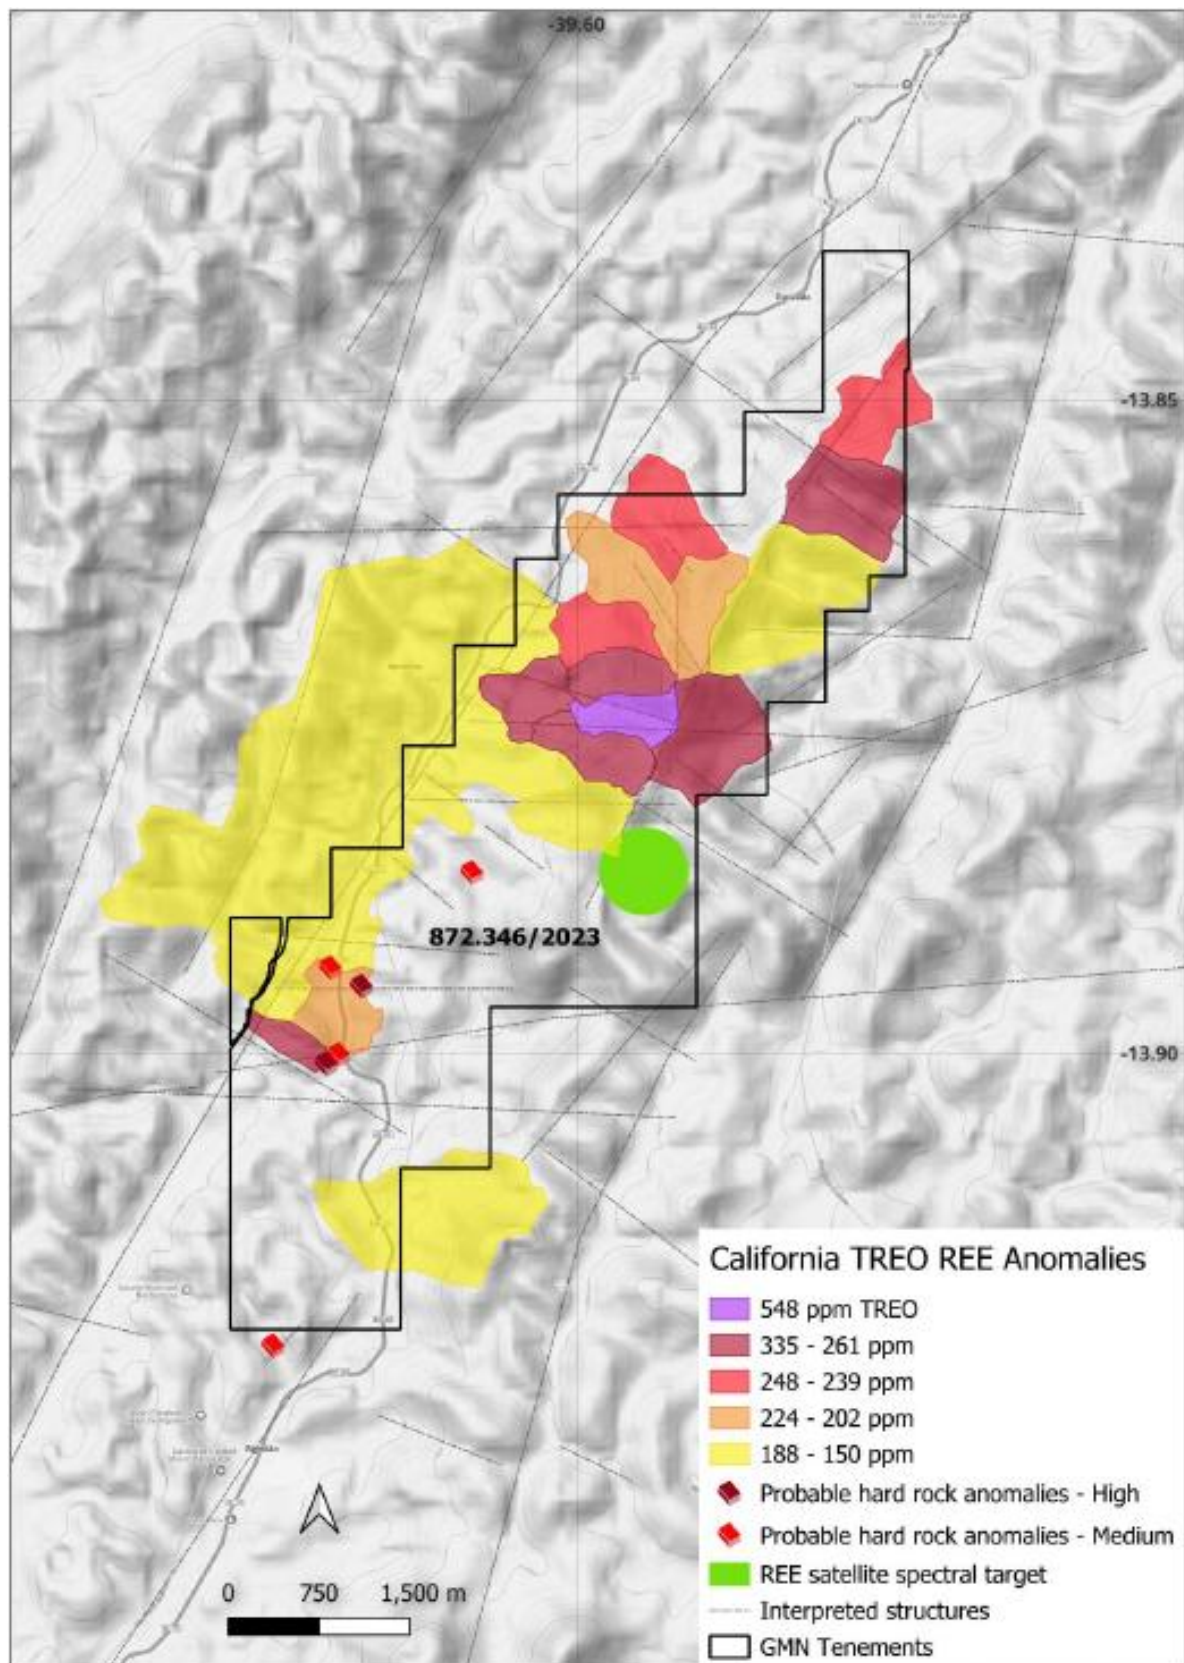 -39.60
-13.85
872.346/2023
-13.90
California TREO REE Anomalies
548 ppm TREO
335 - 261 ppm
248 - 239 ppm
224 - 202 ppm
188 - 150 ppm
Probable hard rock anomalies - High
Probable hard rock anomalies - Medium
REE satellite spectral target
Interpreted structures
GMN Tenements
0 750 1,500 m